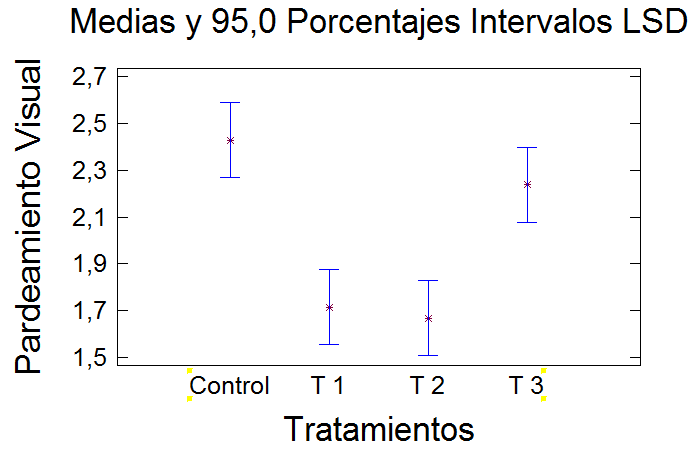 Medias y 95,0 Porcentajes Intervalos LSD
Pardeamiento Visual
2,7
2,5
2,3
2,1
1,9
1,7
1,5
Control T 1 T 2 T 3
Tratamientos